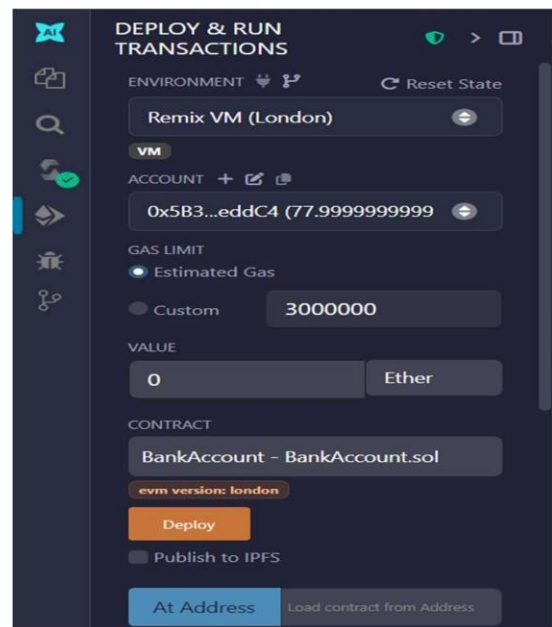 AI
DEPLOY & RUN
TRANSACTIONS
ENVIRONMENT
Reset State
Remix VM (London)
VM
ACCOUNT
0x5B3...eddC4 (77.9999999999
GAS LIMIT
Estimated Gas
Custom
3000000
VALUE
0
Ether
CONTRACT
BankAccount - BankAccount.sol
evm version: london
Deploy
Publish to IPFS
At Address
Load contract from Address